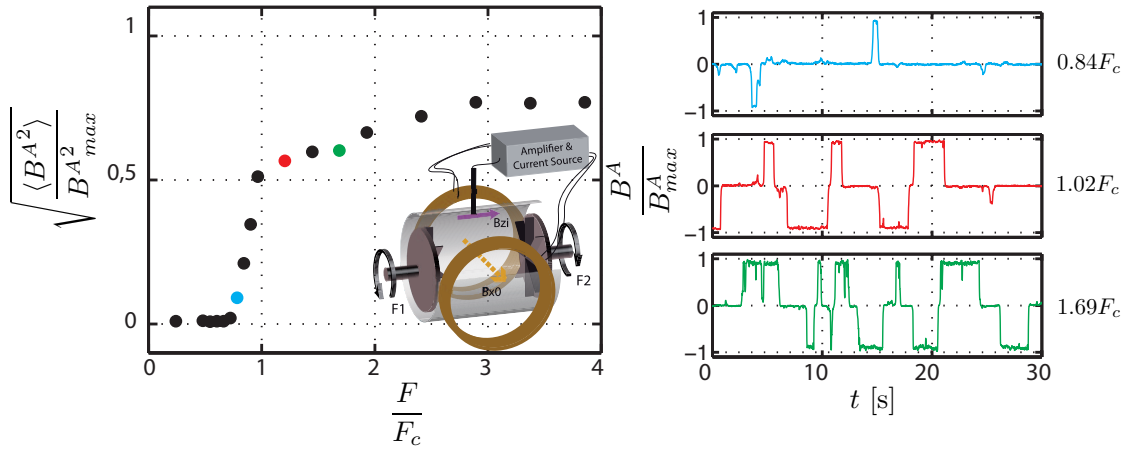 1
0,5
0
0 1 2 3 4
√⟨B^A²⟩/B^A_max²
F/F_c
Amplifier &
Current Source
Bzi
Bx0
F1
F2
1
0
−1
0.84F_c
1
0
−1
1.02F_c
1
0
−1
1.69F_c
B^A/B^A_max
0 10 20 30
t [s]